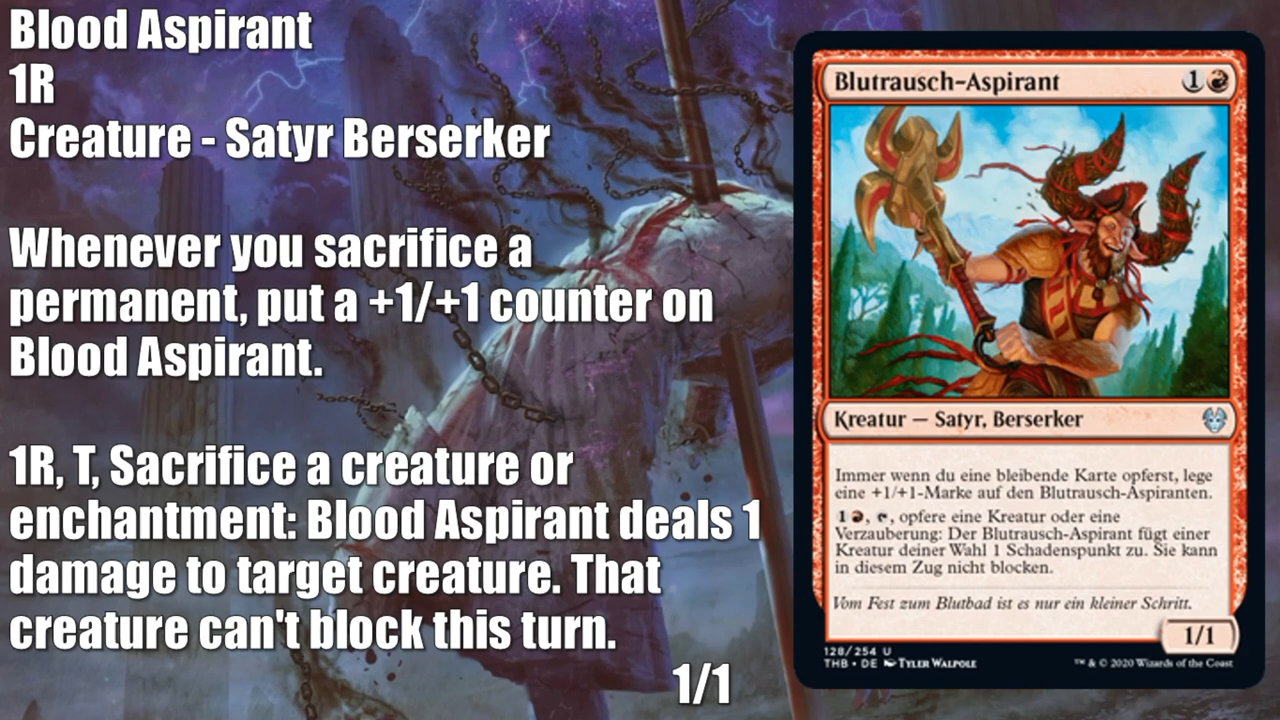 Blood Aspirant
1R
Creature - Satyr Berserker
Whenever you sacrifice a
permanent, put a +1/+1 counter on
Blood Aspirant.
1R, T, Sacrifice a creature or
enchantment: Blood Aspirant deals 1
damage to target creature. That
creature can't block this turn.
1/1
Blutrausch-Aspirant 1
Kreatur — Satyr, Berserker
Immer wenn du eine bleibende Karte opferst, lege
eine +1/+1-Marke auf den Blutrausch-Aspiranten.
1, , opfere eine Kreatur oder eine
Verzauberung: Der Blutrausch-Aspirant fügt einer
Kreatur deiner Wahl 1 Schadenspunkt zu. Sie kann
in diesem Zug nicht blocken.
Vom Fest zum Blutbad ist es nur ein kleiner Schritt.
1/1
128/254 U
THB • DE Tyler Walpole
™ & © 2020 Wizards of the Coast